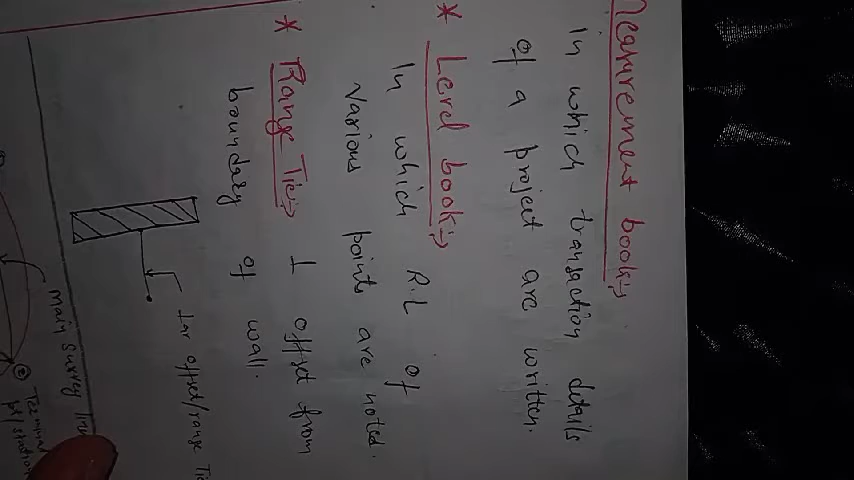 Measurement book:→
In which transaction details
of a project are written.
* Level book:→
In which R.L of
various points are noted.
* Range Tie:→ ⊥ offset from
boundary of wall.
⊥ar offset/range Tie
Main survey line
②